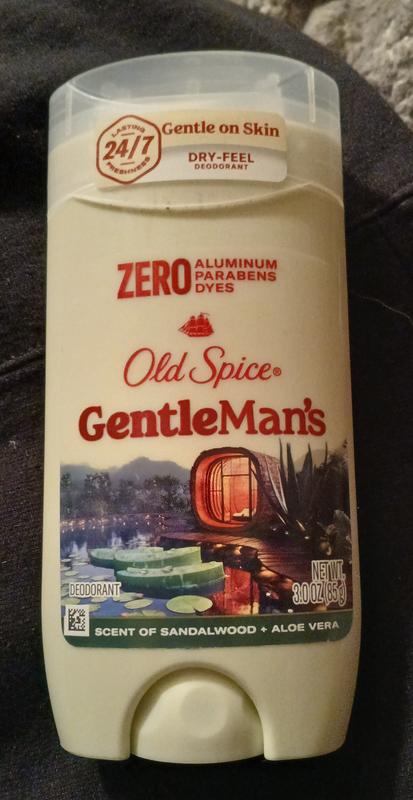 LASTING
24/7
FRESHNESS
Gentle on Skin
DRY-FEEL
DEODORANT
ZERO
ALUMINUM
PARABENS
DYES
Old Spice®
GentleMan's
DEODORANT
NET WT.
3.0 OZ (85 g)
SCENT OF SANDALWOOD + ALOE VERA